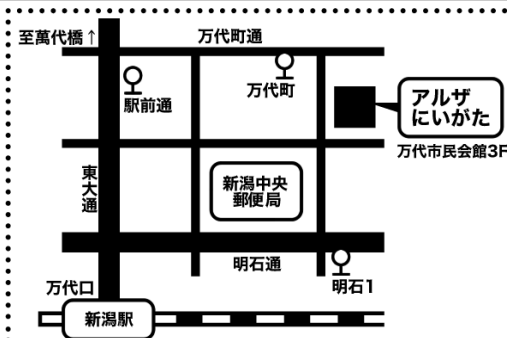 至萬代橋↑
万代町通
駅前通
万代町
アルザ
にいがた
万代市民会館3F
東大通
新潟中央
郵便局
明石通
明石1
万代口
新潟駅